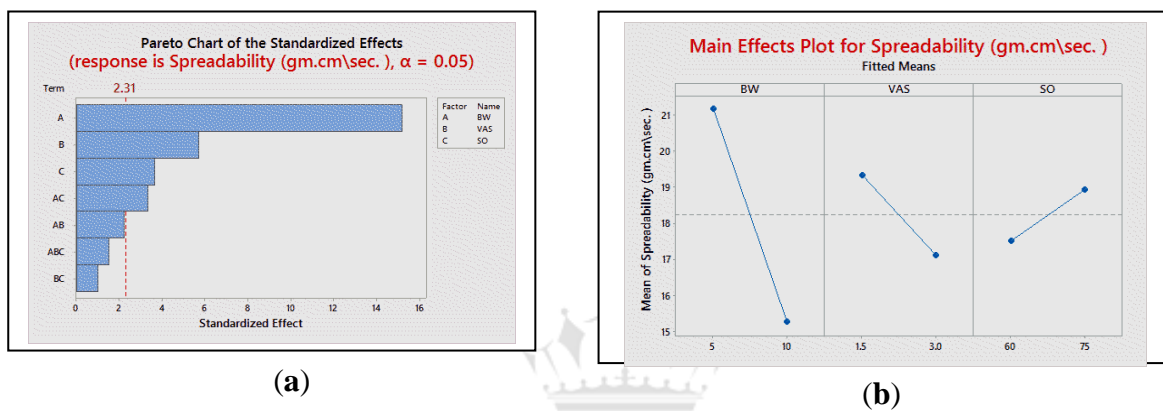 Pareto Chart of the Standardized Effects
(response is Spreadability (gm.cm\sec. ), α = 0.05)
Term
2.31
A
B
C
AC
AB
ABC
BC
0 2 4 6 8 10 12 14 16
Standardized Effect
Factor Name
A BW
B VAS
C SO
(a)
Main Effects Plot for Spreadability (gm.cm\sec. )
Fitted Means
BW VAS SO
Mean of Spreadability (gm.cm\sec. )
21
20
19
18
17
16
15
5 10 1.5 3.0 60 75
(b)